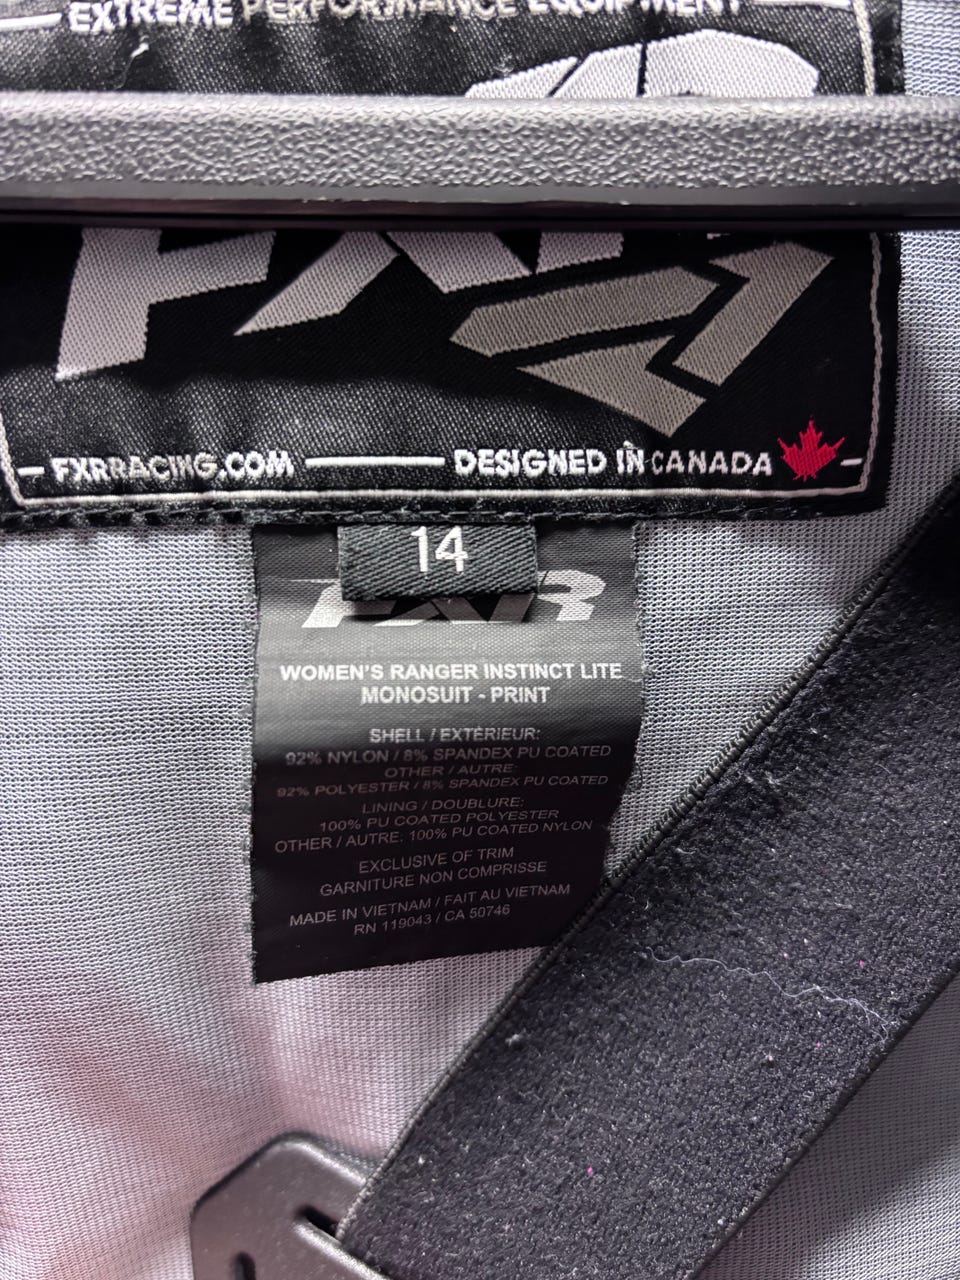 EXTREME PERFORMANCE EQUIPMENT
FXR
FXRRACING.COM
DESIGNED IN CANADA
14
FXR
WOMEN'S RANGER INSTINCT LITE
MONOSUIT - PRINT
SHELL / EXTÉRIEUR:
92% NYLON / 8% SPANDEX PU COATED
OTHER / AUTRE:
92% POLYESTER / 8% SPANDEX PU COATED
LINING / DOUBLURE:
100% PU COATED POLYESTER
OTHER / AUTRE: 100% PU COATED NYLON
EXCLUSIVE OF TRIM
GARNITURE NON COMPRISSE
MADE IN VIETNAM / FAIT AU VIETNAM
RN 119043 / CA 50746